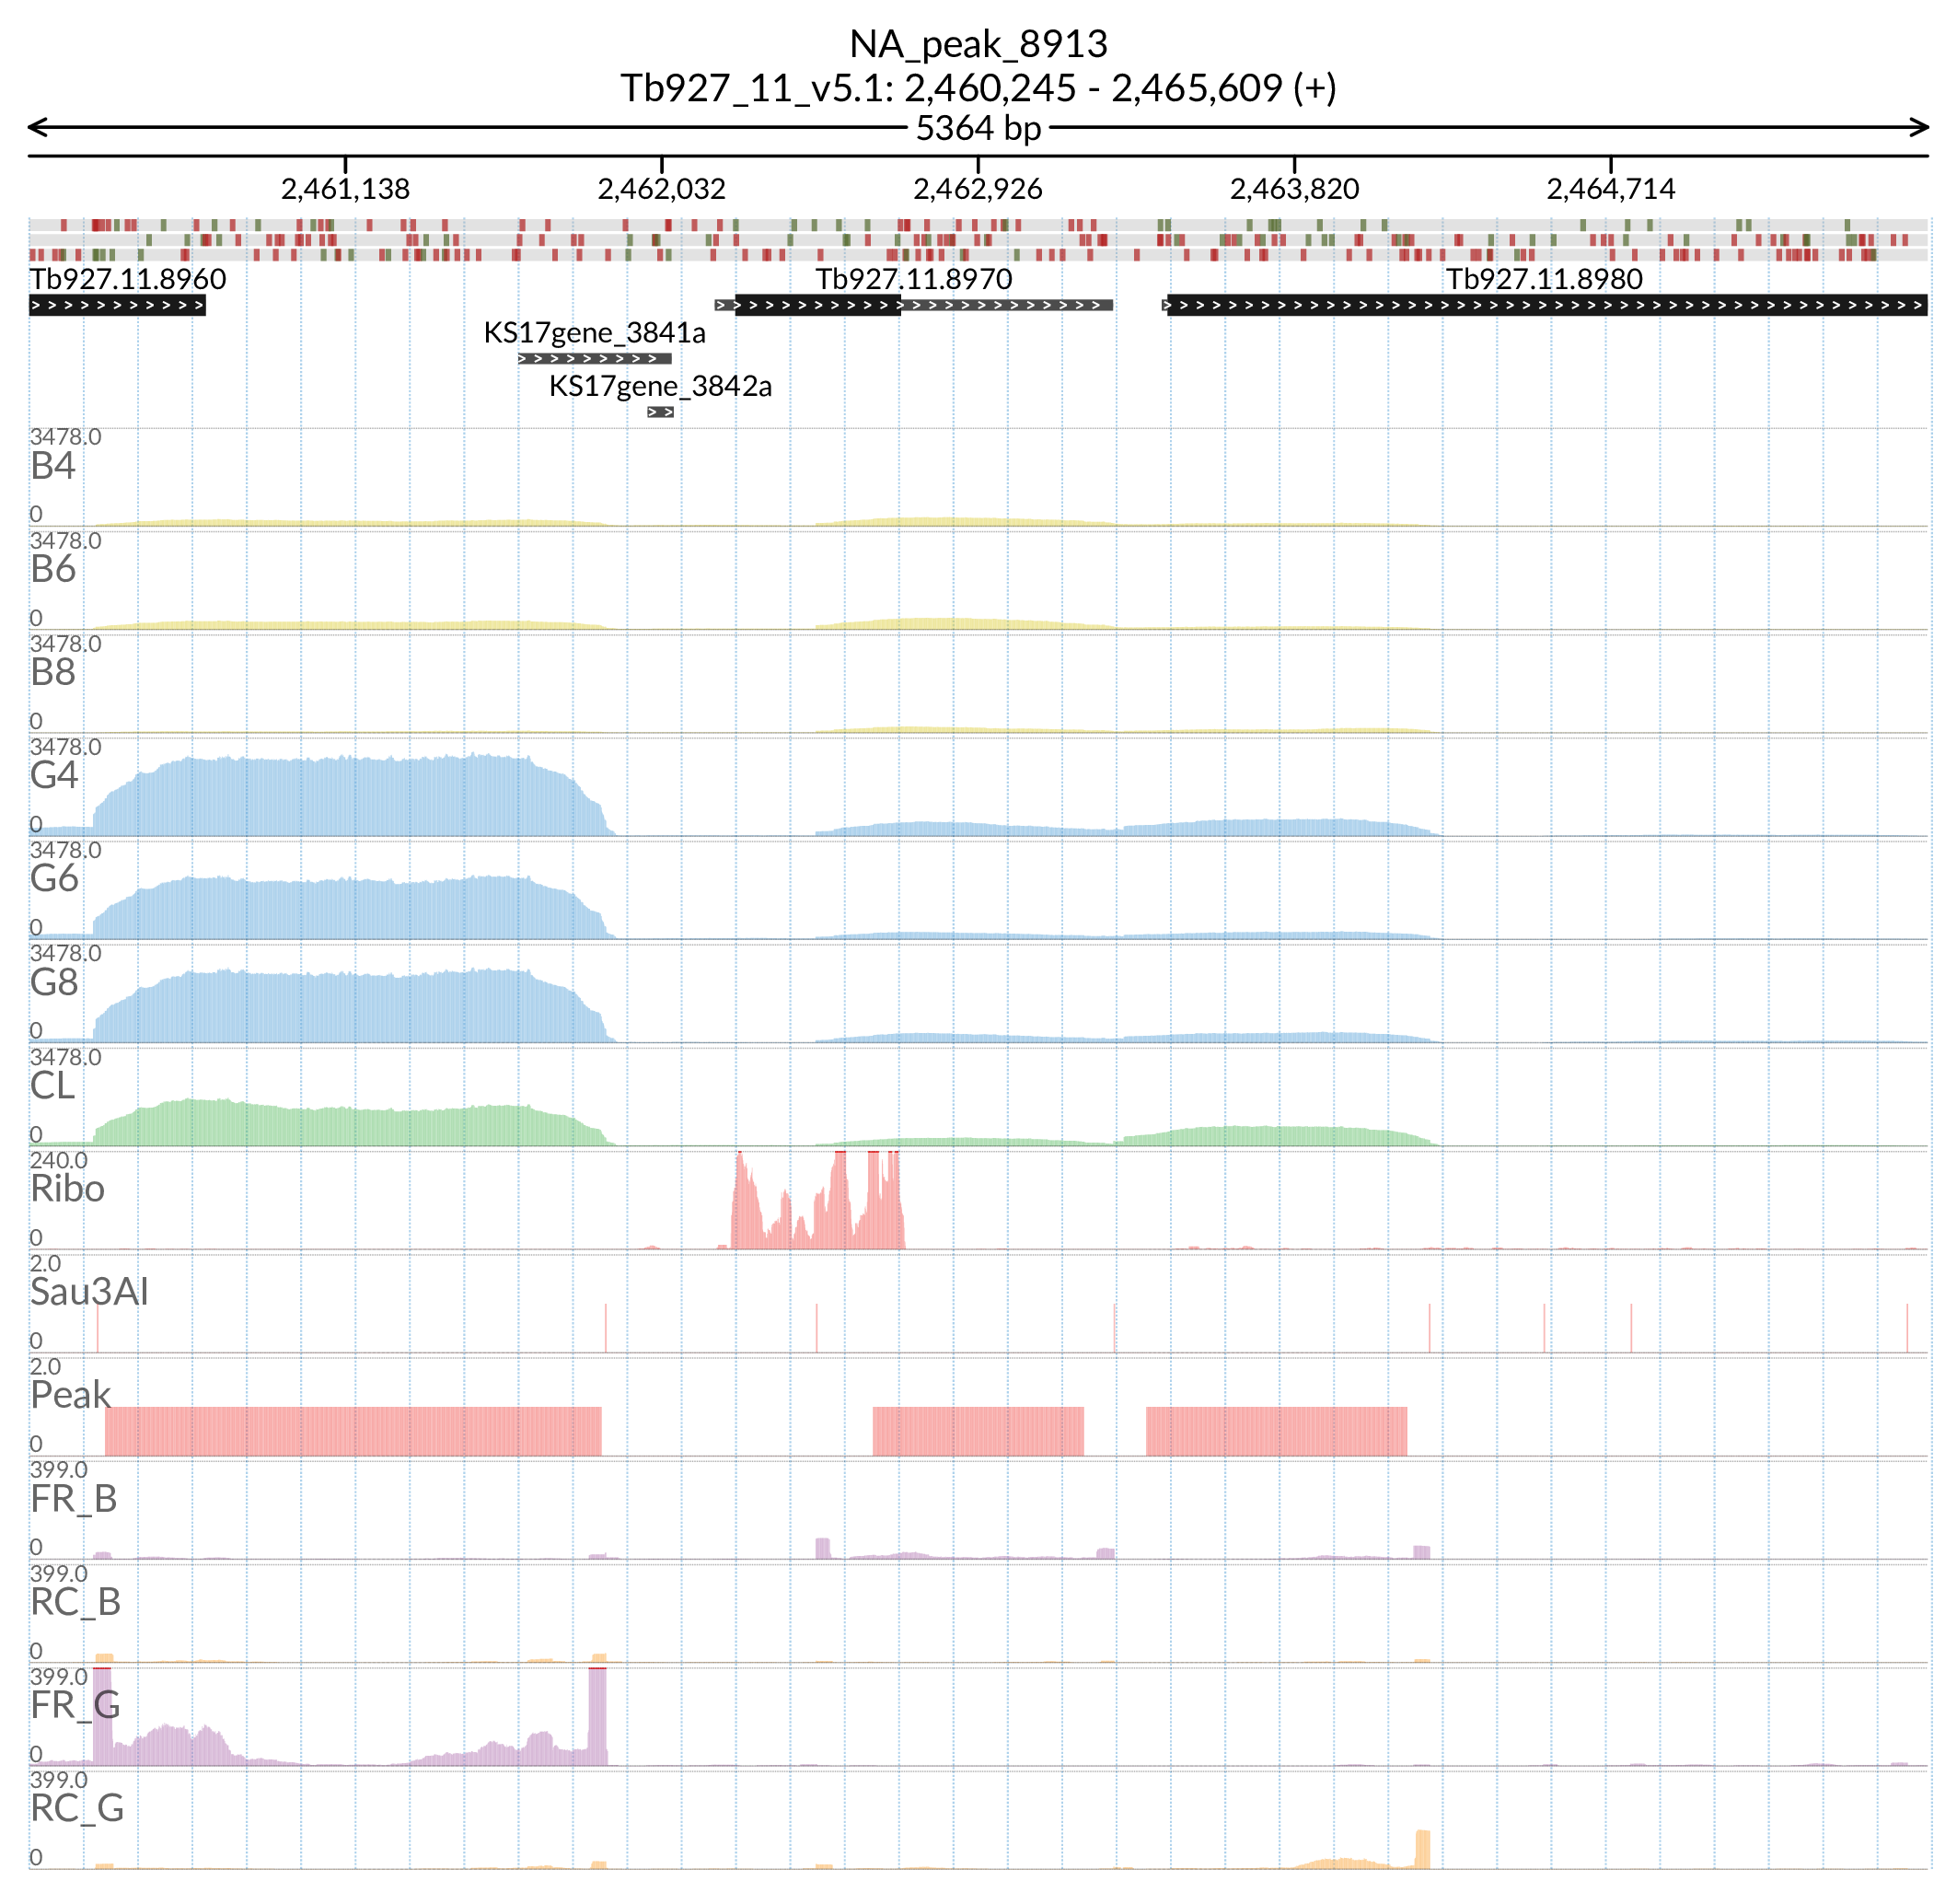 NA_peak_8913
Tb927_11_v5.1: 2,460,245 - 2,465,609 (+)
5364 bp
2,461,138 2,462,032 2,462,926 2,463,820 2,464,714
Tb927.11.8960 Tb927.11.8970 Tb927.11.8980
KS17gene_3841a
KS17gene_3842a
3478.0
B4
0
3478.0
B6
0
3478.0
B8
0
3478.0
G4
0
3478.0
G6
0
3478.0
G8
0
3478.0
CL
0
240.0
Ribo
0
2.0
Sau3AI
0
2.0
Peak
0
399.0
FR_B
0
399.0
RC_B
0
399.0
FR_G
0
399.0
RC_G
0